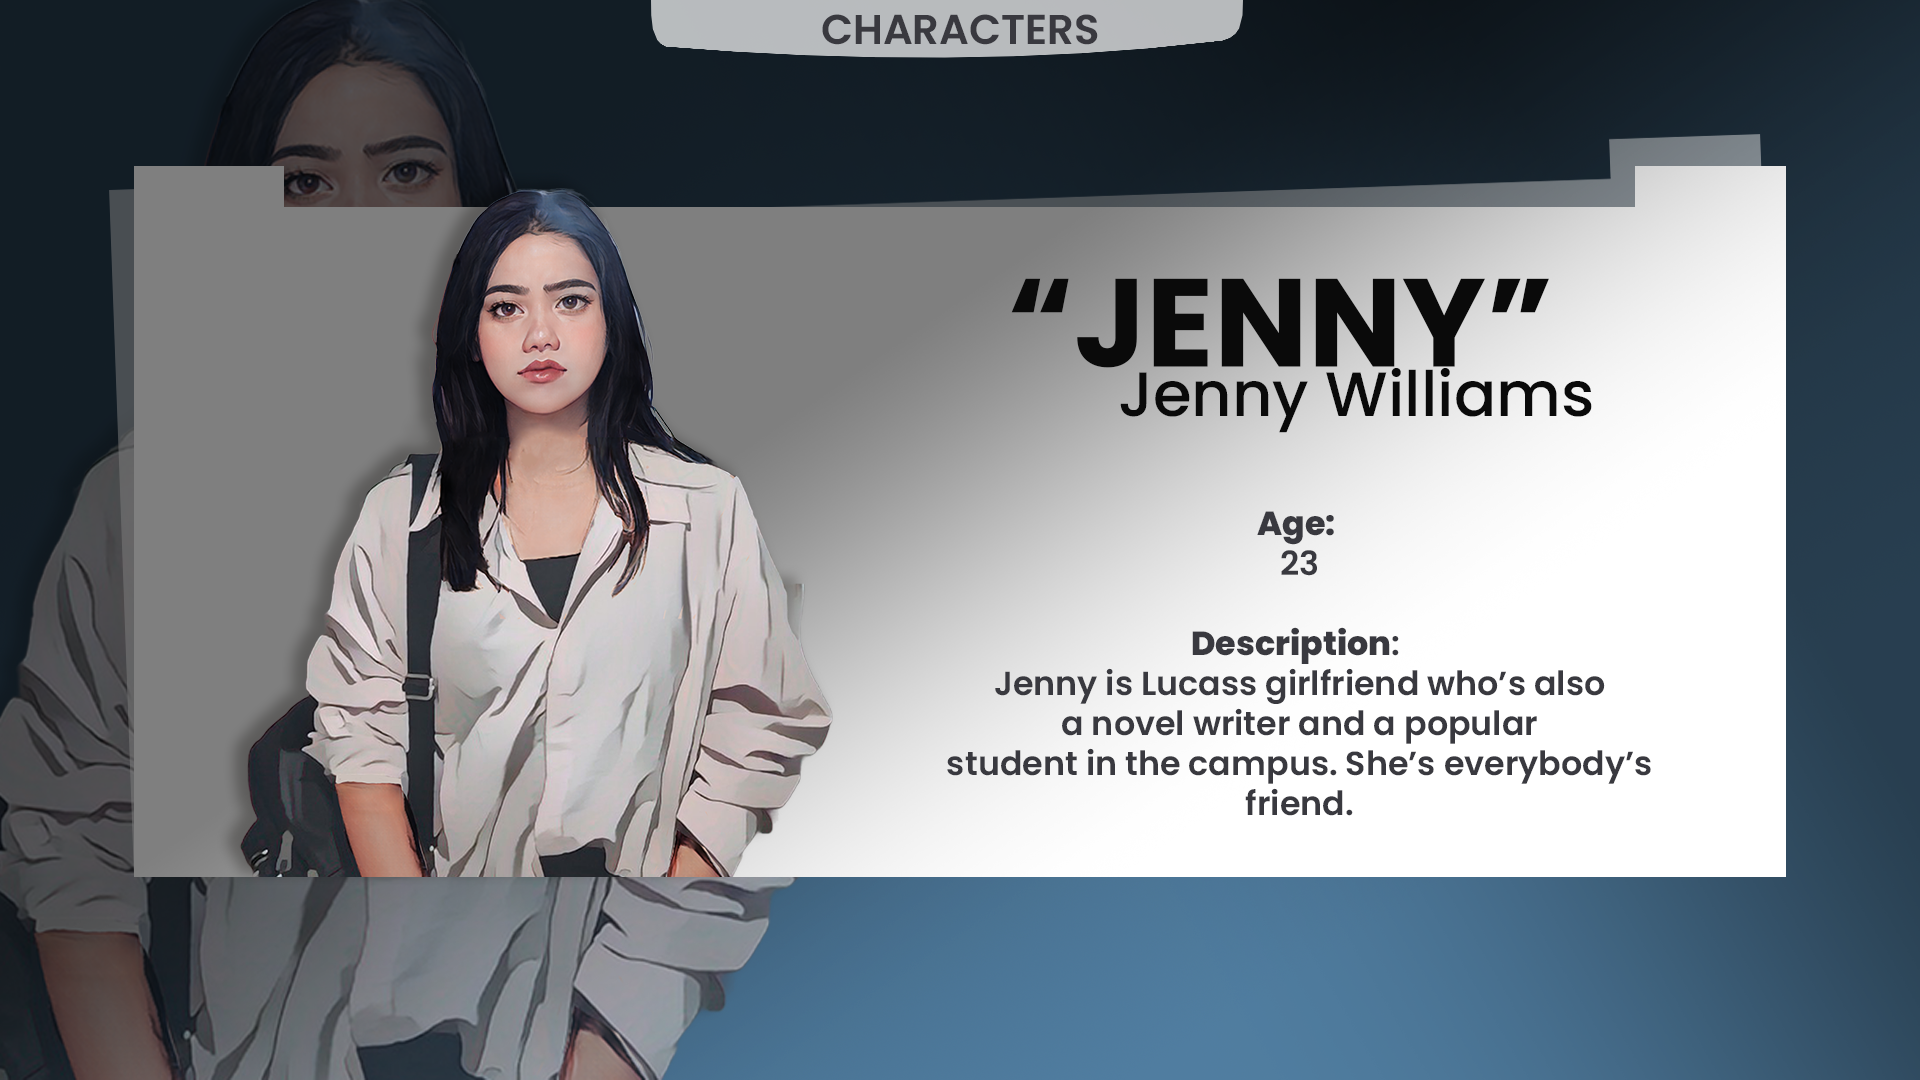 CHARACTERS
“JENNY”
Jenny Williams
Age:
23
Description:
Jenny is Lucass girlfriend who’s also
a novel writer and a popular
student in the campus. She’s everybody’s
friend.